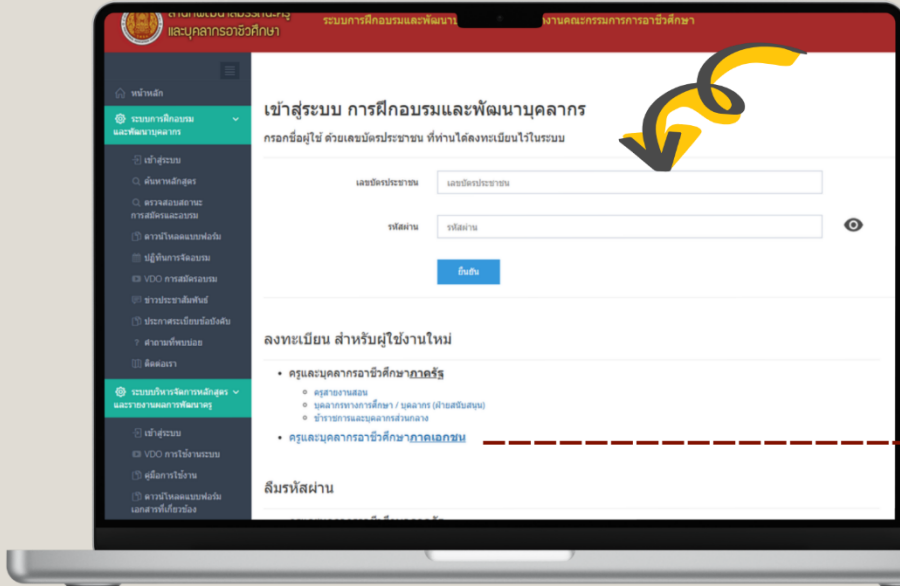 และบุคลากรอาชีวศึกษา
ระบบการฝึกอบรมและพัฒนา
งานคณะกรรมการการอาชีวศึกษา
หน้าหลัก
ระบบการฝึกอบรม
และพัฒนาบุคลากร
เข้าสู่ระบบ
ค้นหาหลักสูตร
ตรวจสอบสถานะ
การสมัครและอบรม
ดาวน์โหลดแบบฟอร์ม
ปฏิทินการจัดอบรม
VDO การสมัครอบรม
ข่าวประชาสัมพันธ์
ประกาศระเบียบข้อบังคับ
? คำถามที่พบบ่อย
ติดต่อเรา
ระบบบริหารจัดการหลักสูตร
และรายงานผลการพัฒนาครู
เข้าสู่ระบบ
VDO การใช้งานระบบ
คู่มือการใช้งาน
ดาวน์โหลดแบบฟอร์ม
เอกสารที่เกี่ยวข้อง
เข้าสู่ระบบ การฝึกอบรมและพัฒนาบุคลากร
กรอกชื่อผู้ใช้ ด้วยเลขบัตรประชาชน ที่ท่านได้ลงทะเบียนไว้ในระบบ
เลขบัตรประชาชน เลขบัตรประชาชน
รหัสผ่าน รหัสผ่าน
ยืนยัน
ลงทะเบียน สำหรับผู้ใช้งานใหม่
• ครูและบุคลากรอาชีวศึกษาภาครัฐ
ครูสายงานสอน
บุคลากรทางการศึกษา / บุคลากร (ฝ่ายสนับสนุน)
ข้าราชการและบุคลากรส่วนกลาง
• ครูและบุคลากรอาชีวศึกษาภาคเอกชน
ลืมรหัสผ่าน